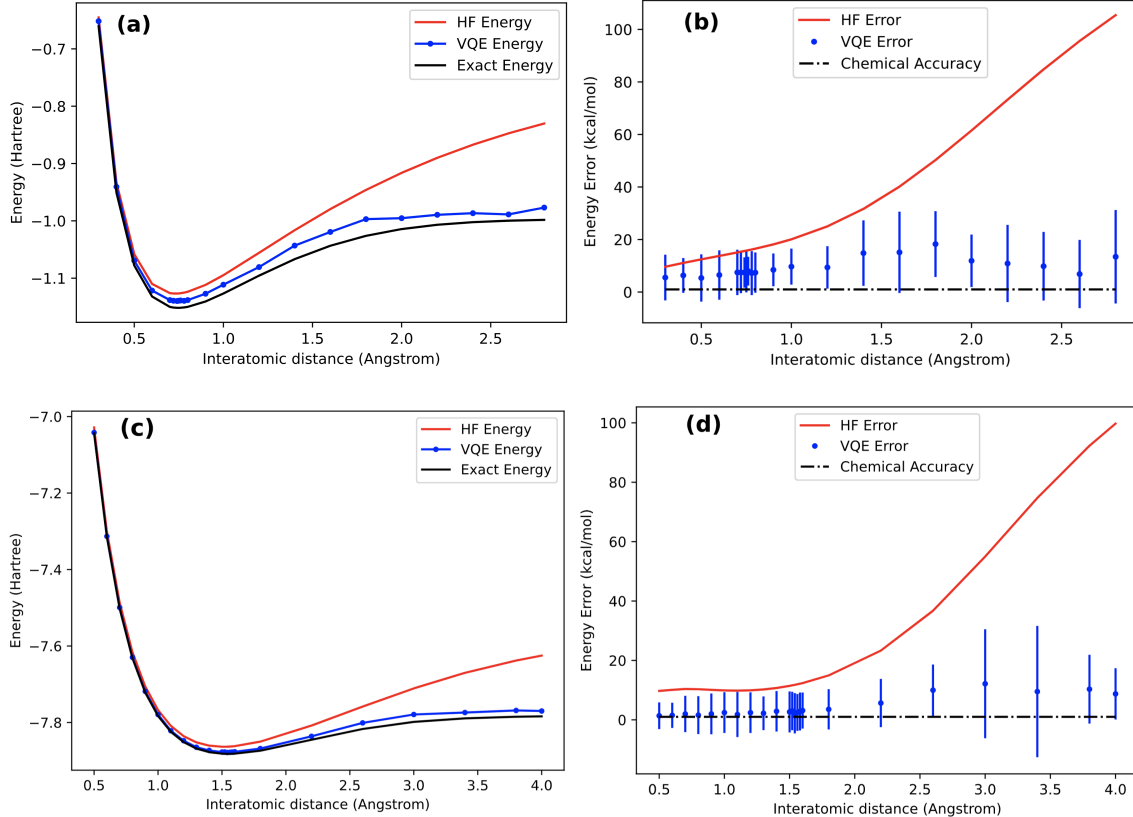 (a)
HF Energy
VQE Energy
Exact Energy
Energy (Hartree)
−0.7
−0.8
−0.9
−1.0
−1.1
0.5 1.0 1.5 2.0 2.5
Interatomic distance (Angstrom)
(b)
HF Error
VQE Error
Chemical Accuracy
Energy Error (kcal/mol)
100
80
60
40
20
0
0.5 1.0 1.5 2.0 2.5
Interatomic distance (Angstrom)
(c)
HF Energy
VQE Energy
Exact Energy
Energy (Hartree)
−7.0
−7.2
−7.4
−7.6
−7.8
0.5 1.0 1.5 2.0 2.5 3.0 3.5 4.0
Interatomic distance (Angstrom)
(d)
HF Error
VQE Error
Chemical Accuracy
Energy Error (kcal/mol)
100
80
60
40
20
0
0.5 1.0 1.5 2.0 2.5 3.0 3.5 4.0
Interatomic distance (Angstrom)